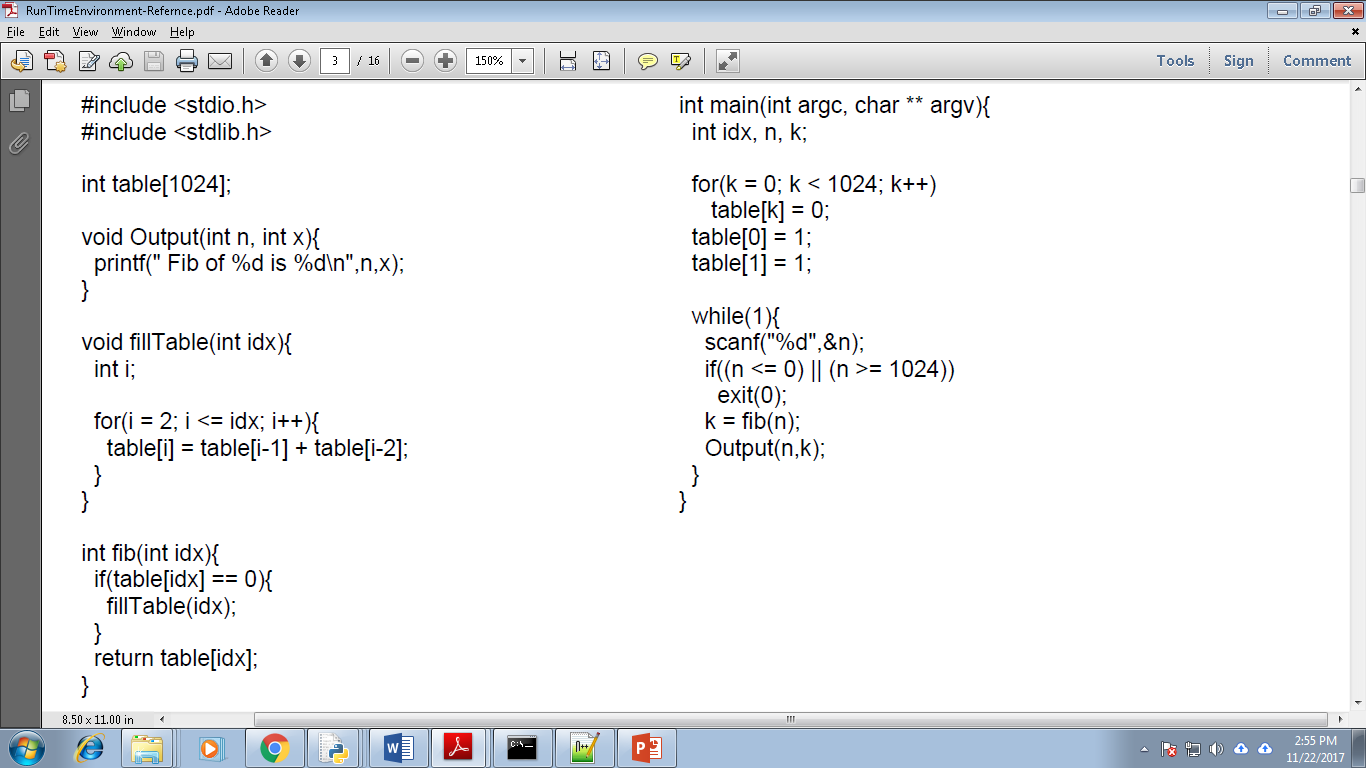 RunTimeEnvironment-Refernce.pdf - Adobe Reader
File Edit View Window Help
3 / 16
150%
Tools Sign Comment
#include <stdio.h>
#include <stdlib.h>
int table[1024];
void Output(int n, int x){
printf(" Fib of %d is %d\n",n,x);
}
void fillTable(int idx){
int i;
for(i = 2; i <= idx; i++){
table[i] = table[i-1] + table[i-2];
}
}
int fib(int idx){
if(table[idx] == 0){
fillTable(idx);
}
return table[idx];
}
int main(int argc, char ** argv){
int idx, n, k;
for(k = 0; k < 1024; k++)
table[k] = 0;
table[0] = 1;
table[1] = 1;
while(1){
scanf("%d",&n);
if((n <= 0) || (n >= 1024))
exit(0);
k = fib(n);
Output(n,k);
}
}
8.50 x 11.00 in
2:55 PM
11/22/2017